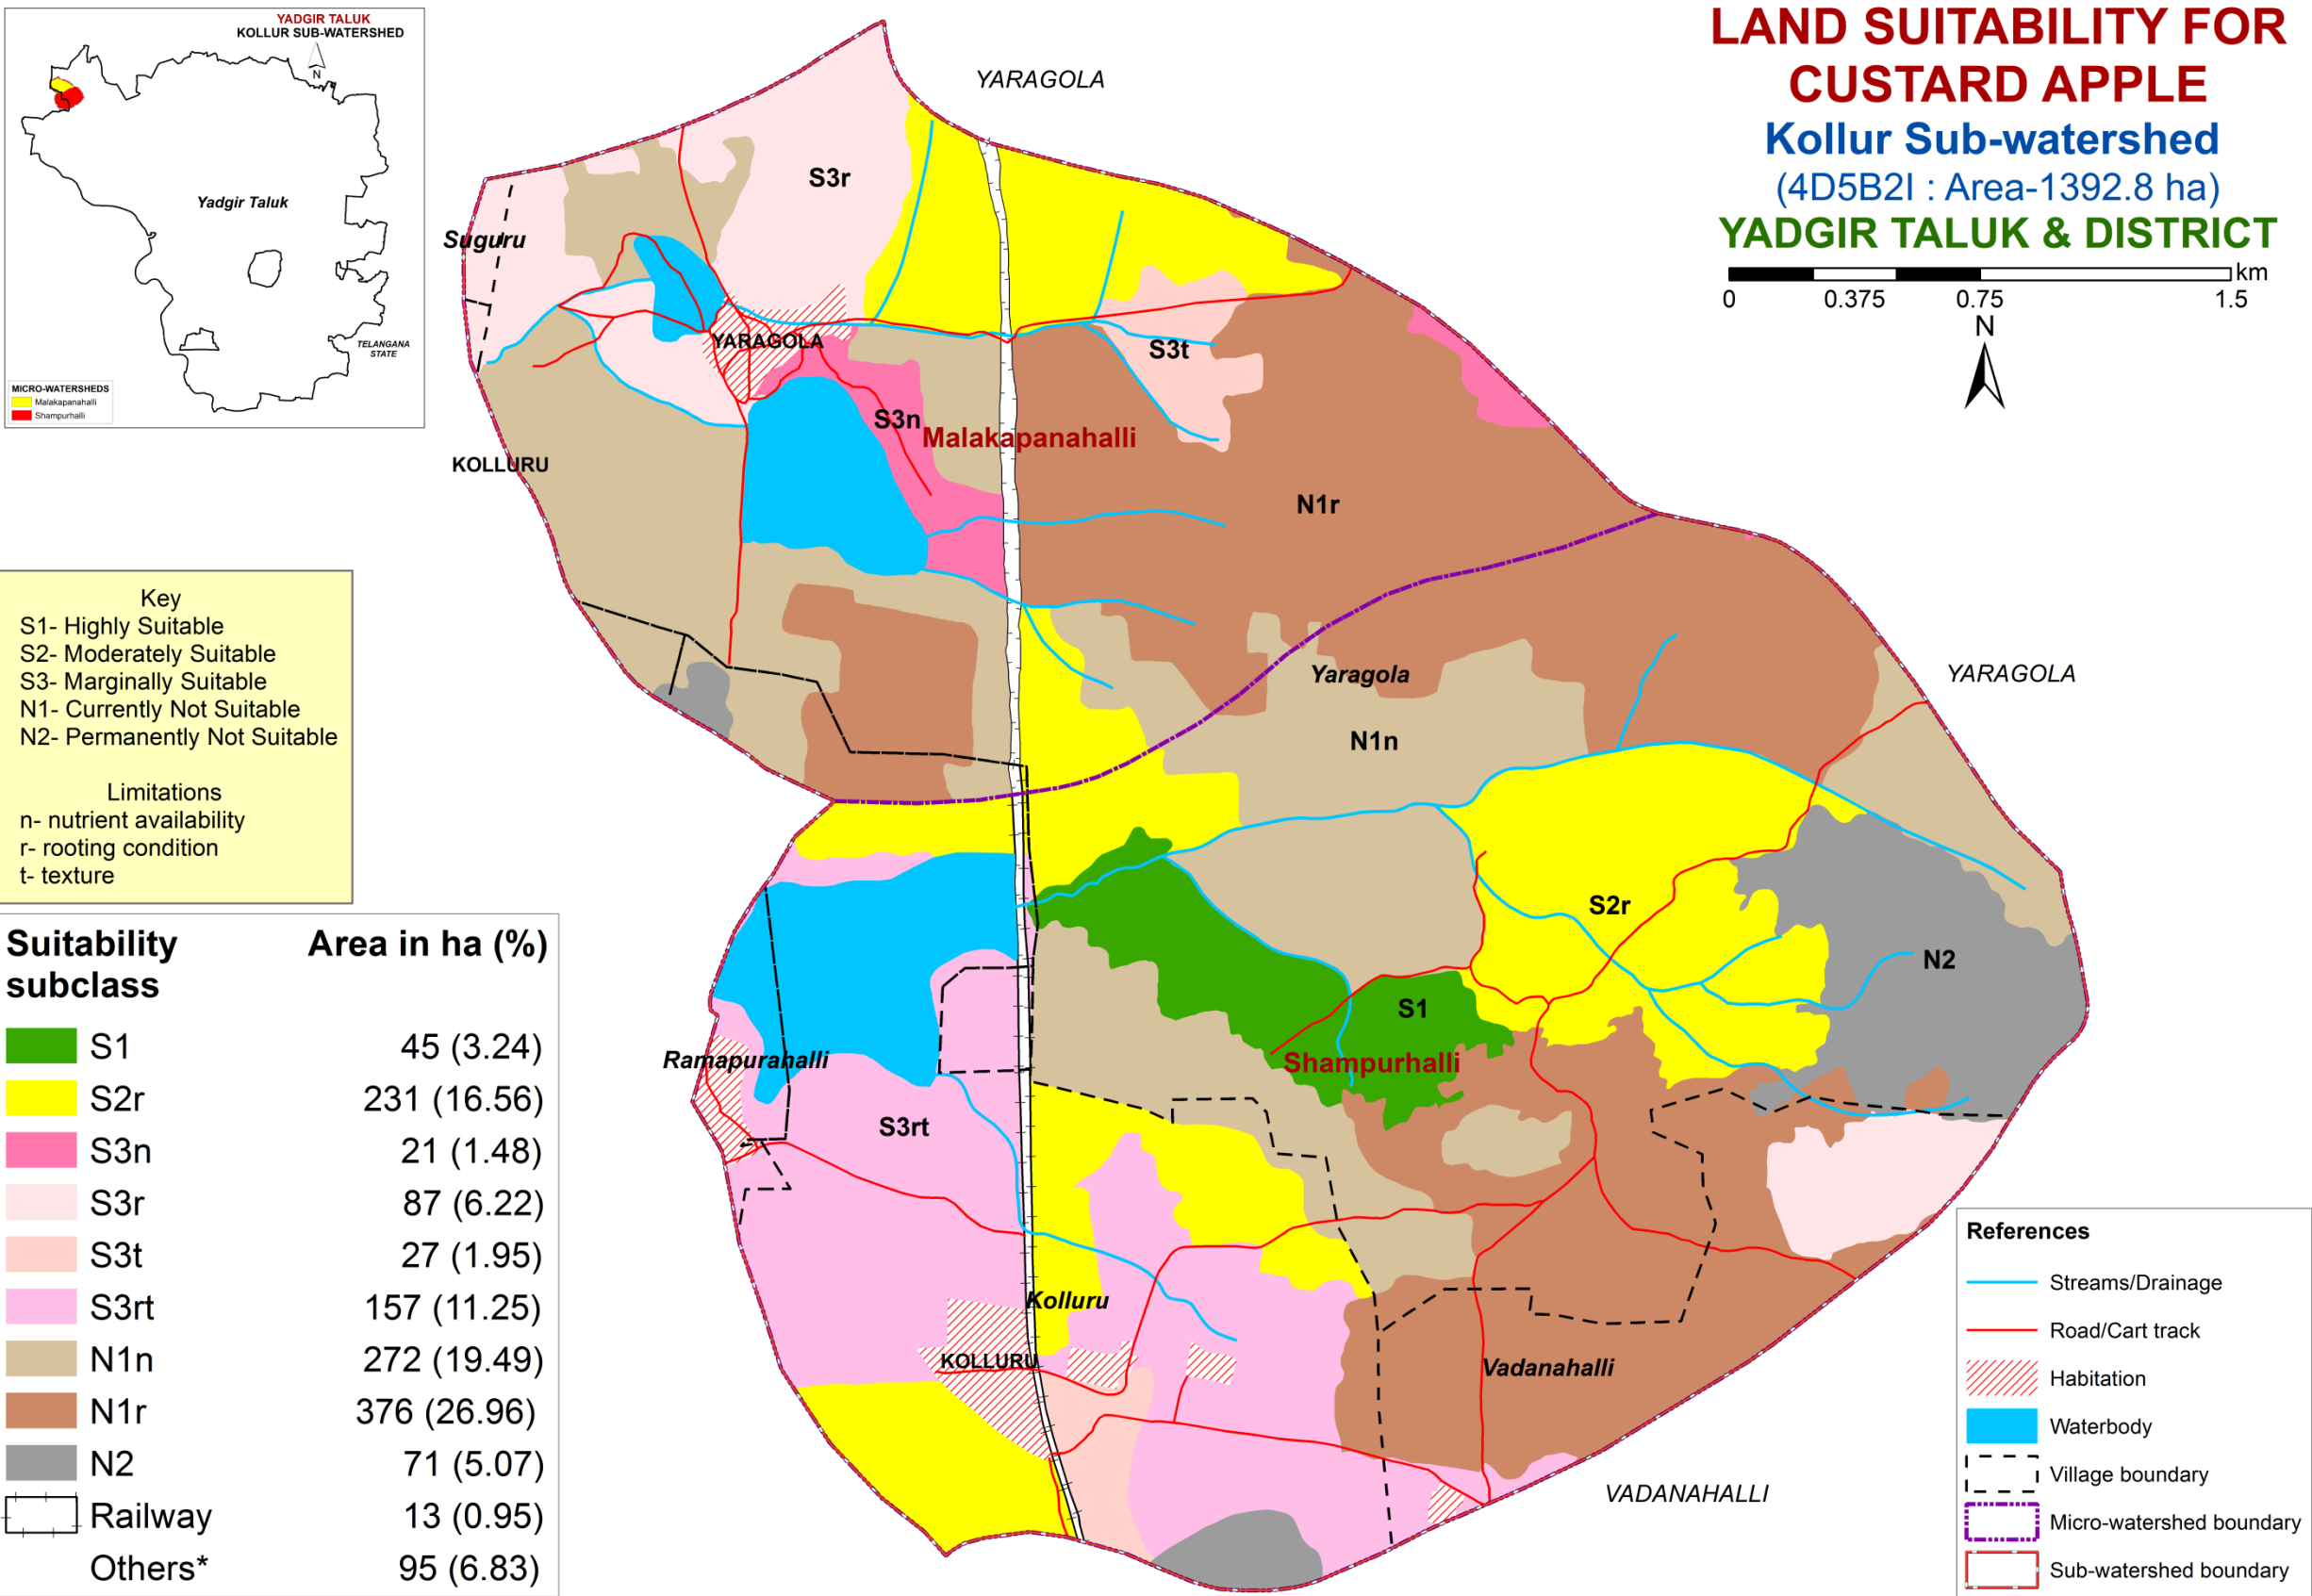 YADGIR TALUK
KOLLUR SUB-WATERSHED
N
Yadgir Taluk
TELANGANA
STATE
MICRO-WATERSHEDS
Malakapanahalli
Shampurhalli
LAND SUITABILITY FOR
CUSTARD APPLE
Kollur Sub-watershed
(4D5B2I : Area-1392.8 ha)
YADGIR TALUK & DISTRICT
km
0 0.375 0.75 1.5
N
YARAGOLA
S3r
Suguru
YARAGOLA
S3t
S3n
Malakapanahalli
KOLLURU
N1r
Yaragola
YARAGOLA
N1n
S2r
N2
S1
Shampurhalli
Ramapurahalli
S3rt
Kolluru
KOLLURU
Vadanahalli
VADANAHALLI
Key
S1- Highly Suitable
S2- Moderately Suitable
S3- Marginally Suitable
N1- Currently Not Suitable
N2- Permanently Not Suitable
Limitations
n- nutrient availability
r- rooting condition
t- texture
Suitability Area in ha (%)
subclass
S1 45 (3.24)
S2r 231 (16.56)
S3n 21 (1.48)
S3r 87 (6.22)
S3t 27 (1.95)
S3rt 157 (11.25)
N1n 272 (19.49)
N1r 376 (26.96)
N2 71 (5.07)
Railway 13 (0.95)
Others* 95 (6.83)
References
Streams/Drainage
Road/Cart track
Habitation
Waterbody
Village boundary
Micro-watershed boundary
Sub-watershed boundary